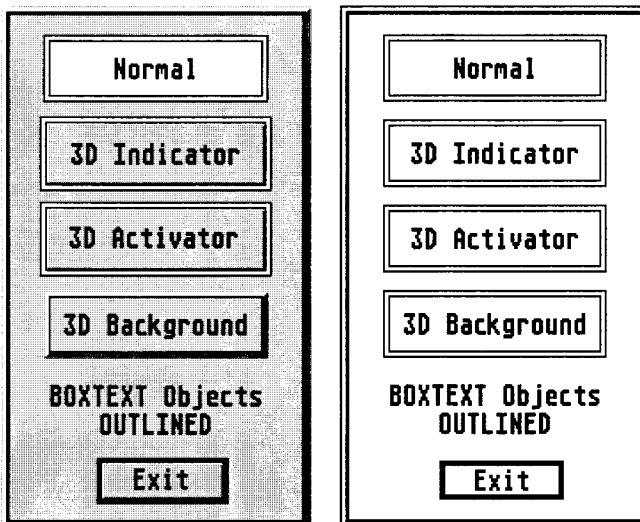 Normal
3D Indicator
3D Activator
3D Background
BOXTEXT Objects
OUTLINED
Exit
Normal
3D Indicator
3D Activator
3D Background
BOXTEXT Objects
OUTLINED
Exit